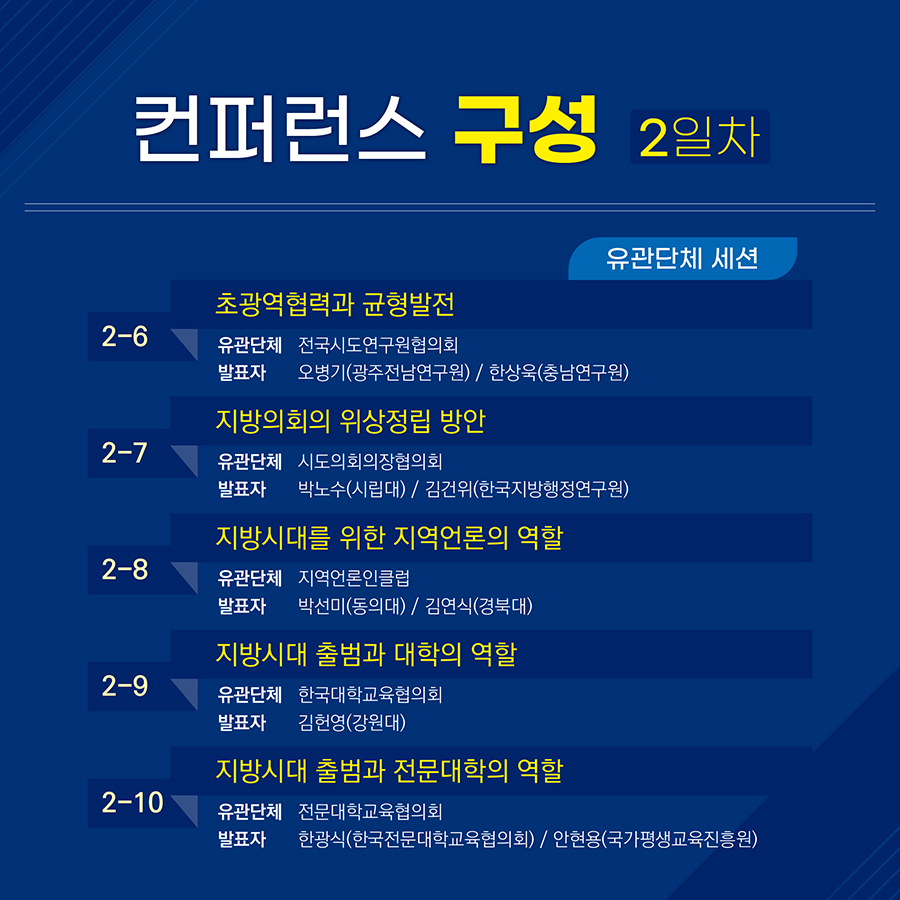 컨퍼런스 구성 2일차
유관단체 세션
2-6
초광역협력과 균형발전
유관단체 전국시도연구원협의회
발표자 오병기(광주전남연구원) / 한상욱(충남연구원)
2-7
지방의회의 위상정립 방안
유관단체 시도의회의장협의회
발표자 박노수(시립대) / 김건위(한국지방행정연구원)
2-8
지방시대를 위한 지역언론의 역할
유관단체 지역언론인클럽
발표자 박선미(동의대) / 김연식(경북대)
2-9
지방시대 출범과 대학의 역할
유관단체 한국대학교육협의회
발표자 김헌영(강원대)
2-10
지방시대 출범과 전문대학의 역할
유관단체 전문대학교육협의회
발표자 한광식(한국전문대학교육협의회) / 안현용(국가평생교육진흥원)